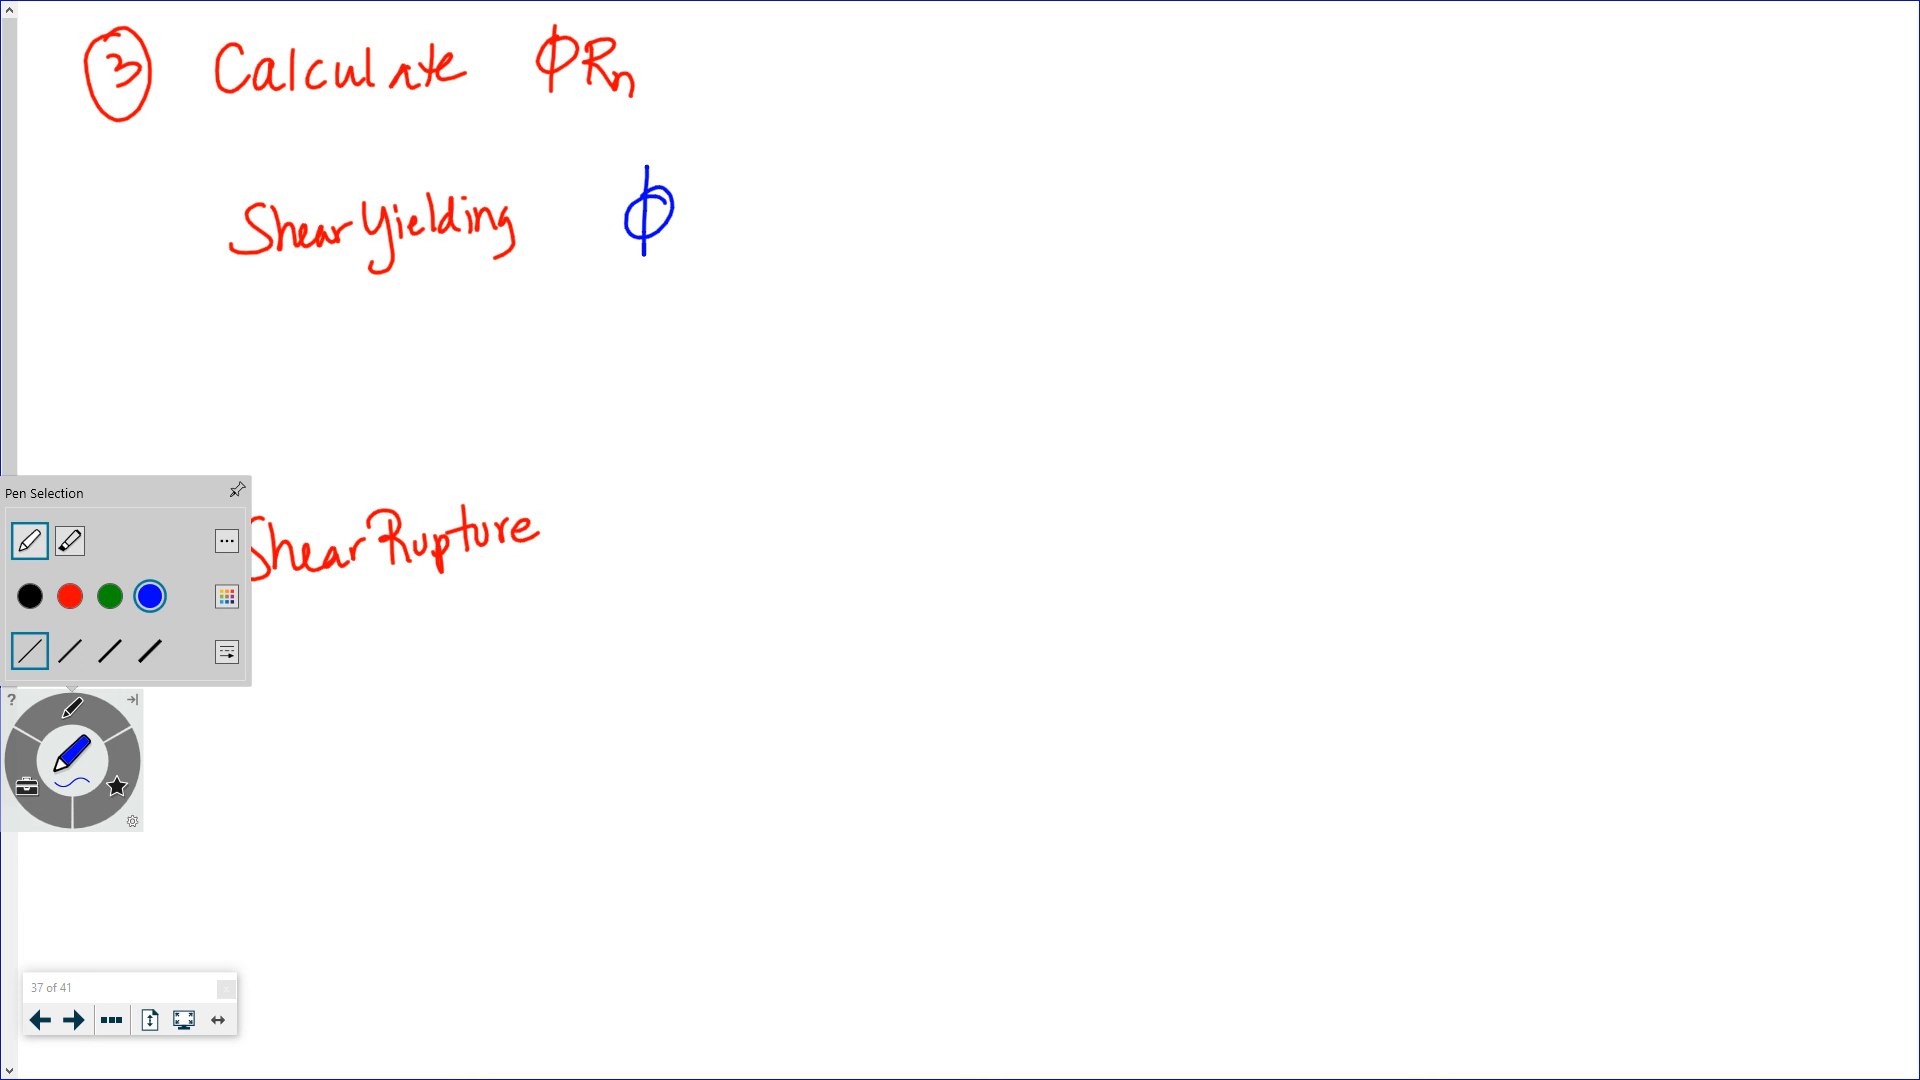 ③ Calculate ϕRn
Shear Yielding ϕ
Pen Selection
Shear Rupture
?
37 of 41